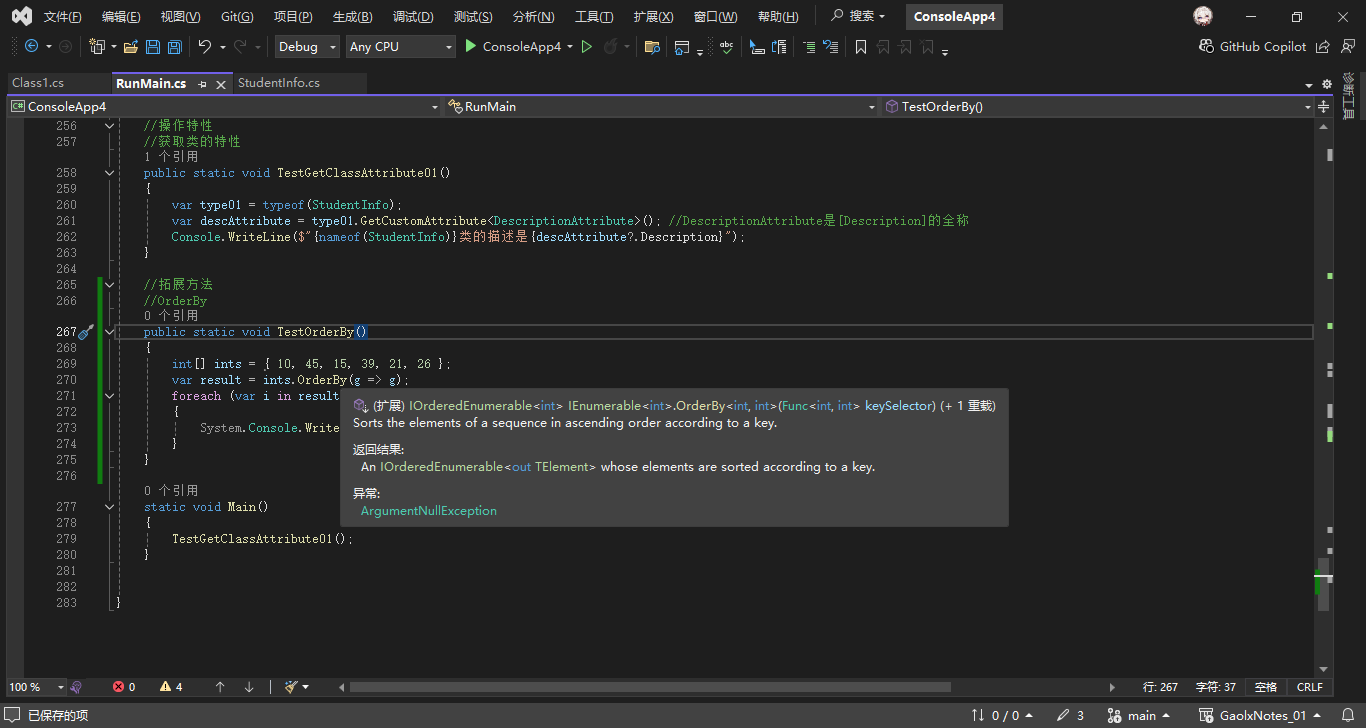 文件(F) 编辑(E) 视图(V) Git(G) 项目(P) 生成(B) 调试(D) 测试(S) 分析(N) 工具(T) 扩展(X) 窗口(W) 帮助(H) 搜索 ConsoleApp4
Debug Any CPU ConsoleApp4 GitHub Copilot
Class1.cs RunMain.cs StudentInfo.cs
ConsoleApp4 RunMain TestOrderBy()
诊断工具
256 //操作特性
257 //获取类的特性
1 个引用
258 public static void TestGetClassAttribute01()
259 {
260 var type01 = typeof(StudentInfo);
261 var descAttribute = type01.GetCustomAttribute<DescriptionAttribute>(); //DescriptionAttribute是[Description]的全称
262 Console.WriteLine($"{nameof(StudentInfo)}类的描述是{descAttribute?.Description}");
263 }
264
265 //拓展方法
266 //OrderBy
0 个引用
267 public static void TestOrderBy()
268 {
269 int[] ints = { 10, 45, 15, 39, 21, 26 };
270 var result = ints.OrderBy(g => g);
271 foreach (var i in result
272 {
273 System.Console.Write
274 }
275 }
276
(扩展) IOrderedEnumerable<int> IEnumerable<int>.OrderBy<int, int>(Func<int, int> keySelector) (+ 1 重载)
Sorts the elements of a sequence in ascending order according to a key.
返回结果:
An IOrderedEnumerable<out TElement> whose elements are sorted according to a key.
异常:
ArgumentNullException
0 个引用
277 static void Main()
278 {
279 TestGetClassAttribute01();
280 }
281
282
283 }
100 % 0 4 行: 267 字符: 37 空格 CRLF
已保存的项 0 / 0 3 main GaolxNotes_01